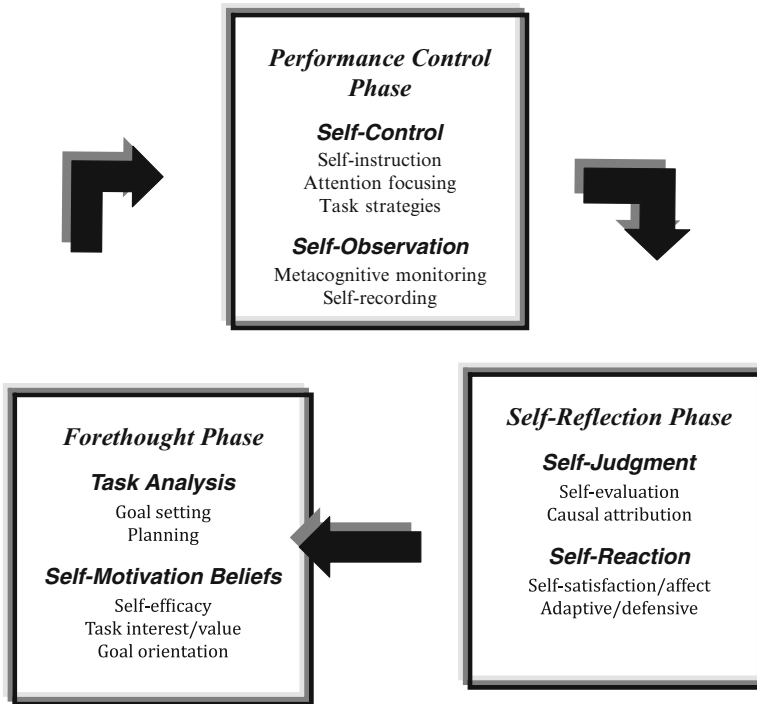 Performance Control
Phase
Self-Control
Self-instruction
Attention focusing
Task strategies
Self-Observation
Metacognitive monitoring
Self-recording
Forethought Phase
Task Analysis
Goal setting
Planning
Self-Motivation Beliefs
Self-efficacy
Task interest/value
Goal orientation
Self-Reflection Phase
Self-Judgment
Self-evaluation
Causal attribution
Self-Reaction
Self-satisfaction/affect
Adaptive/defensive